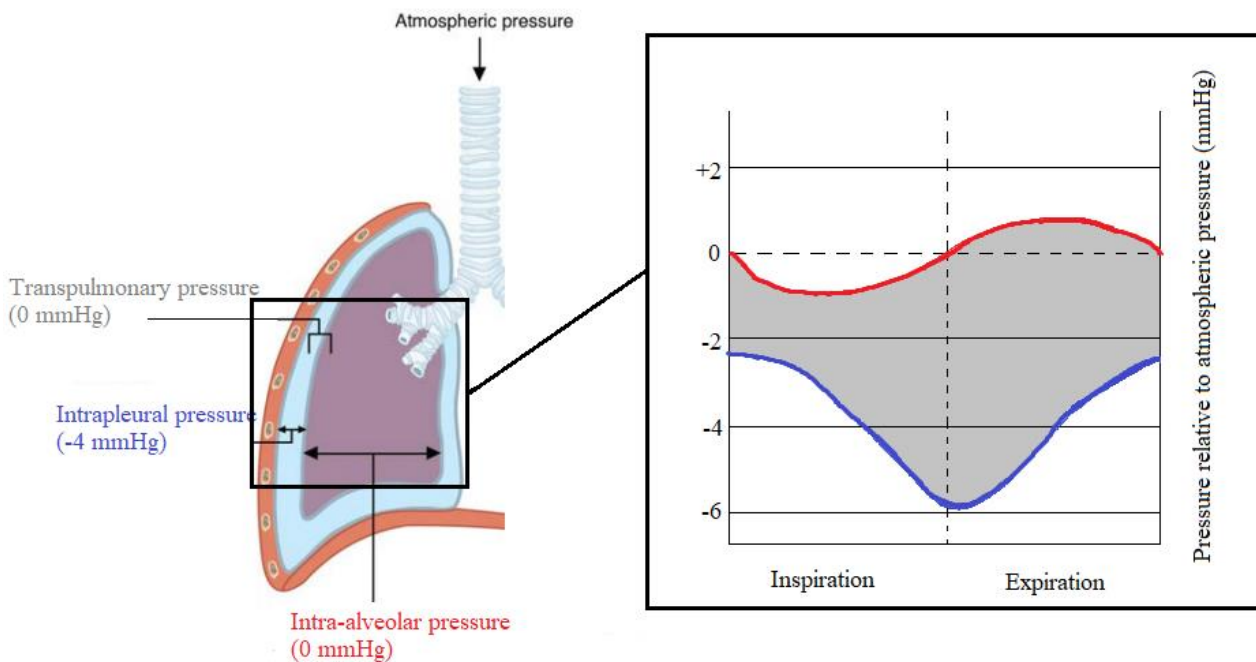 Atmospheric pressure
Transpulmonary pressure
(0 mmHg)
Intrapleural pressure
(-4 mmHg)
Intra-alveolar pressure
(0 mmHg)
+2
0
-2
-4
-6
Inspiration
Expiration
Pressure relative to atmospheric pressure (mmHg)